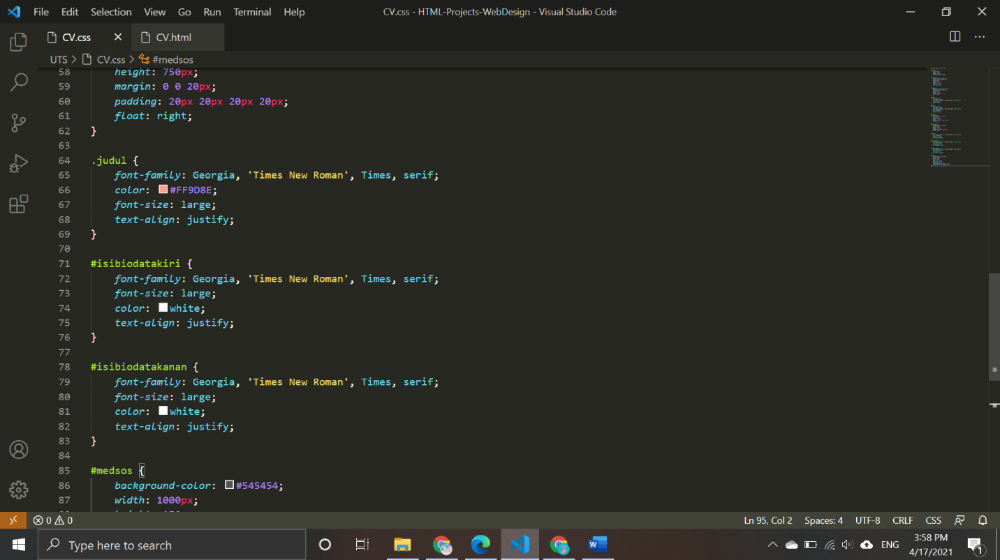 File Edit Selection View Go Run Terminal Help CV.css - HTML-Projects-WebDesign - Visual Studio Code
CV.css CV.html
UTS > CV.css > #medsos
58 height: 750px;
59 margin: 0 0 20px;
60 padding: 20px 20px 20px 20px;
61 float: right;
62 }
63
64 .judul {
65 font-family: Georgia, 'Times New Roman', Times, serif;
66 color: #FF9D8E;
67 font-size: large;
68 text-align: justify;
69 }
70
71 #isibiodatakiri {
72 font-family: Georgia, 'Times New Roman', Times, serif;
73 font-size: large;
74 color: white;
75 text-align: justify;
76 }
77
78 #isibiodatakanan {
79 font-family: Georgia, 'Times New Roman', Times, serif;
80 font-size: large;
81 color: white;
82 text-align: justify;
83 }
84
85 #medsos {
86 background-color: #545454;
87 width: 1000px;
0 0 Ln 95, Col 2 Spaces: 4 UTF-8 CRLF CSS
Type here to search ENG 3:58 PM
4/17/2021 1